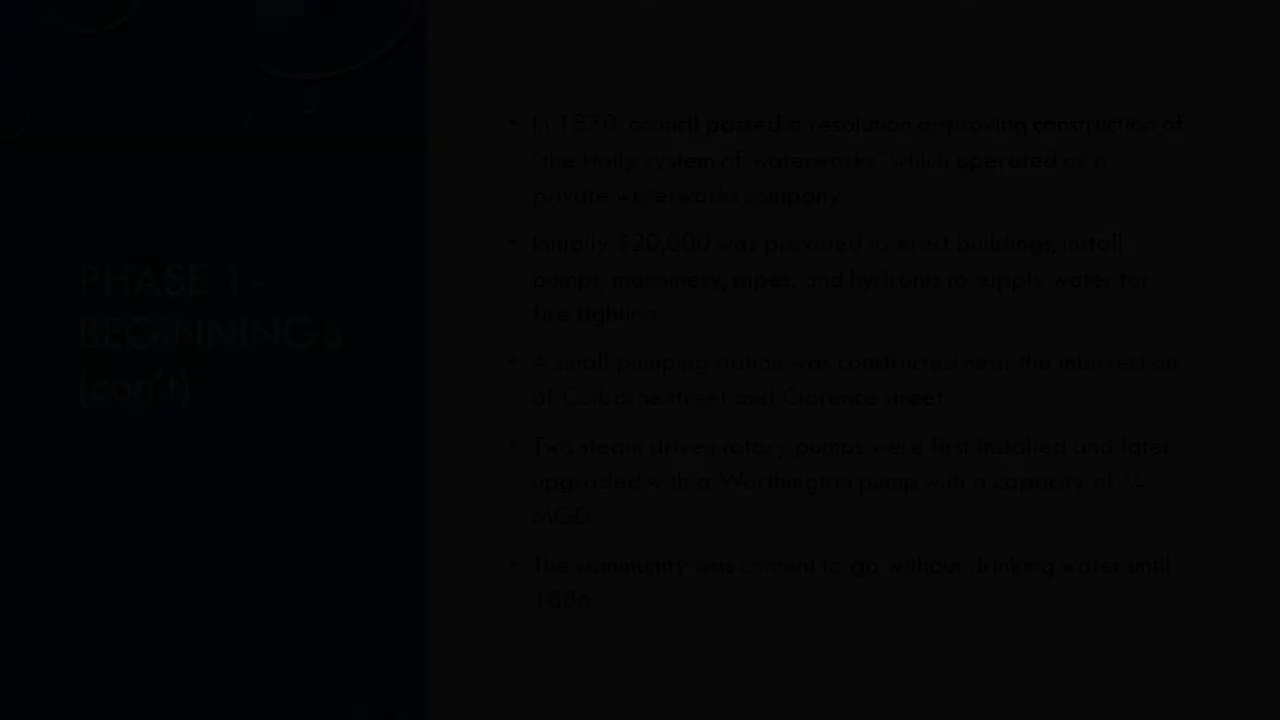 PHASE 1-
BEGINNINGS
(con't)
• In 1870, council passed a resolution approving construction of
"the Holly system of waterworks" which operated as a
private waterworks company
• Initially $20,000 was provided to erect buildings, install
pumps, machinery, pipes, and hydrants to supply water for
fire fighting
• A small pumping station was constructed near the intersection
of Colborne street and Clarence street
• Two steam driven rotary pumps were first installed and later
upgraded with a Worthington pump with a capacity of ¼
MGD
• The community was content to go without drinking water until
1886